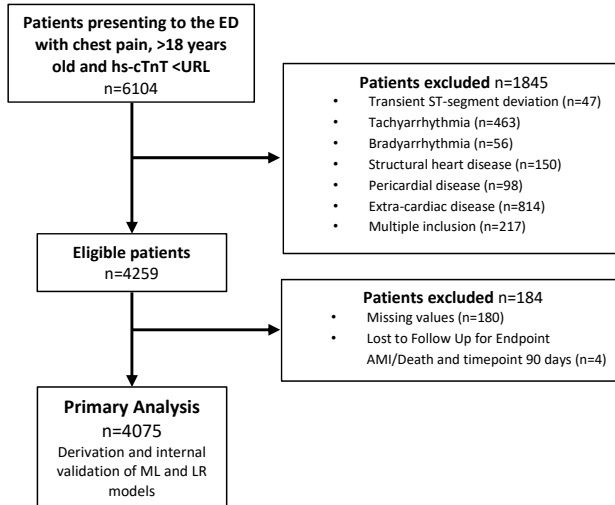 Patients presenting to the ED
with chest pain, >18 years
old and hs-cTnT <URL
n=6104
Patients excluded n=1845
• Transient ST-segment deviation (n=47)
• Tachyarrhythmia (n=463)
• Bradyarrhythmia (n=56)
• Structural heart disease (n=150)
• Pericardial disease (n=98)
• Extra-cardiac disease (n=814)
• Multiple inclusion (n=217)
Eligible patients
n=4259
Patients excluded n=184
• Missing values (n=180)
• Lost to Follow Up for Endpoint
AMI/Death and timepoint 90 days (n=4)
Primary Analysis
n=4075
Derivation and internal
validation of ML and LR
models